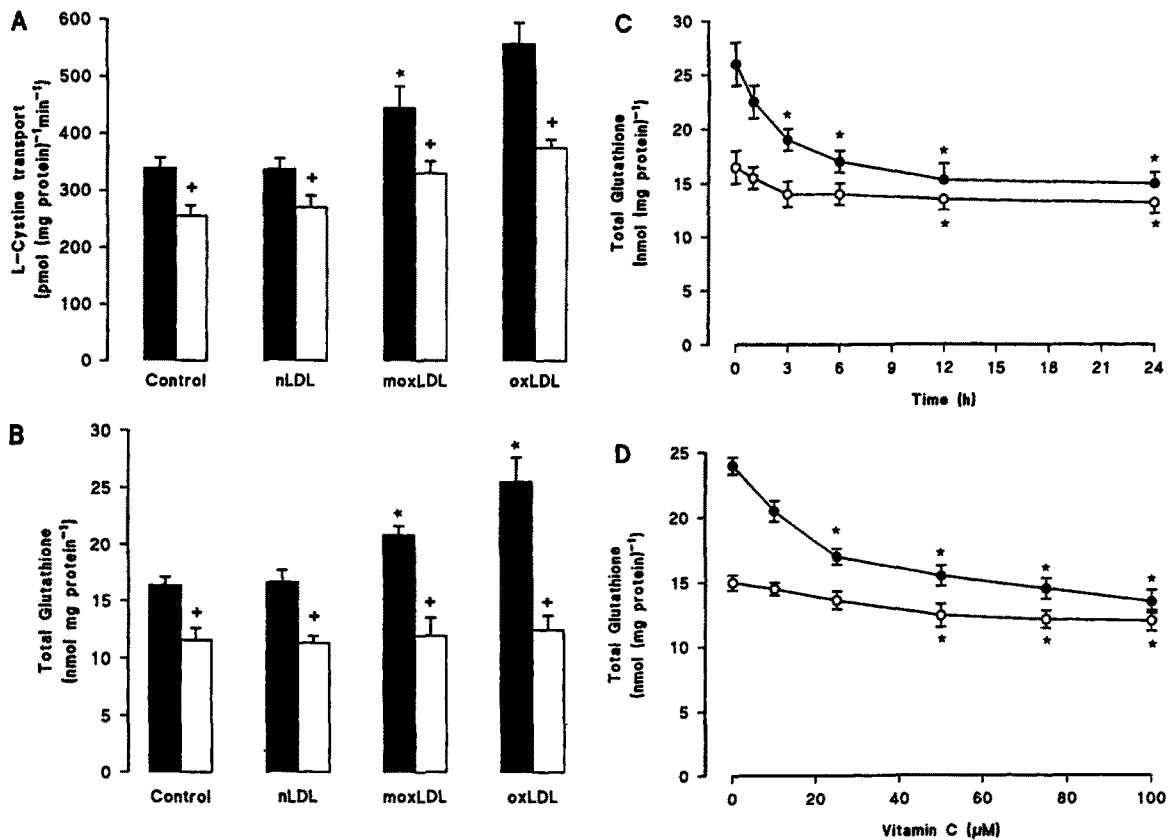 A
L-Cystine transport
(pmol (mg protein)⁻¹min⁻¹)
600
500
400
300
200
100
0
*
+
+
+
+
Control
nLDL
moxLDL
oxLDL
B
Total Glutathione
(nmol mg protein⁻¹)
30
25
20
15
10
5
0
*
*
+
+
+
+
Control
nLDL
moxLDL
oxLDL
C
Total Glutathione
(nmol (mg protein)⁻¹)
30
25
20
15
10
5
0
* * * *
* *
0 3 6 9 12 15 18 21 24
Time (h)
D
Total Glutathione
(nmol (mg protein)⁻¹)
25
20
15
10
5
0
* * * *
* * *
0 20 40 60 80 100
Vitamin C (µM)